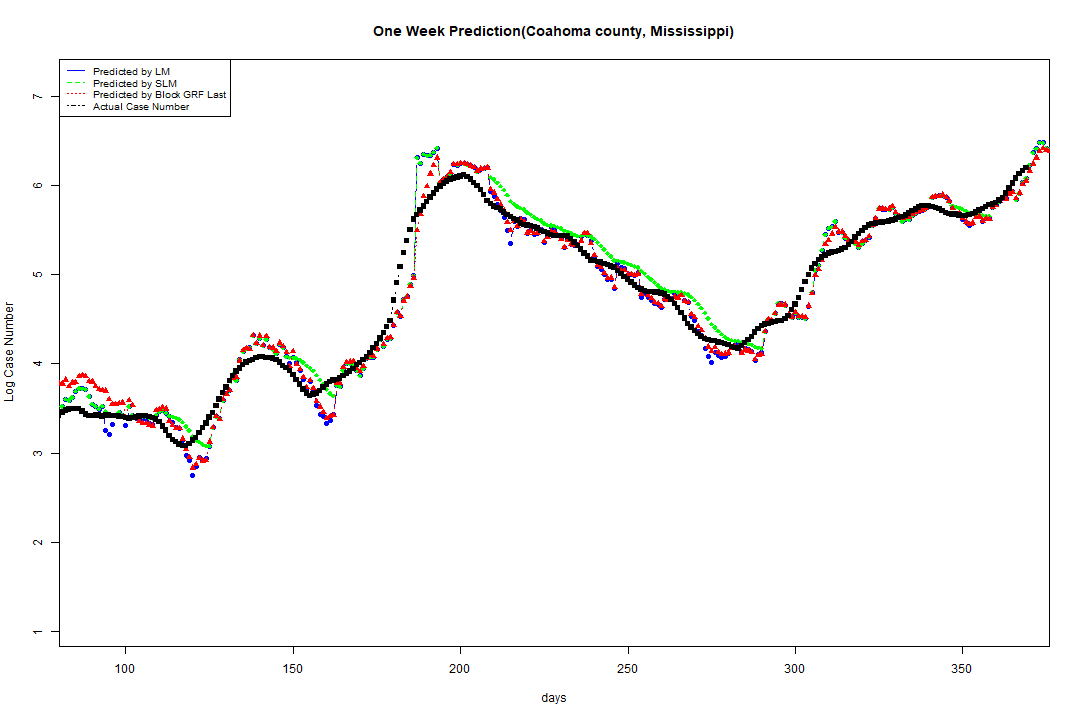 One Week Prediction(Coahoma county, Mississippi)
Predicted by LM
Predicted by SLM
Predicted by Block GRF Last
Actual Case Number
7
6
5
4
3
2
1
Log Case Number
100 150 200 250 300 350
days